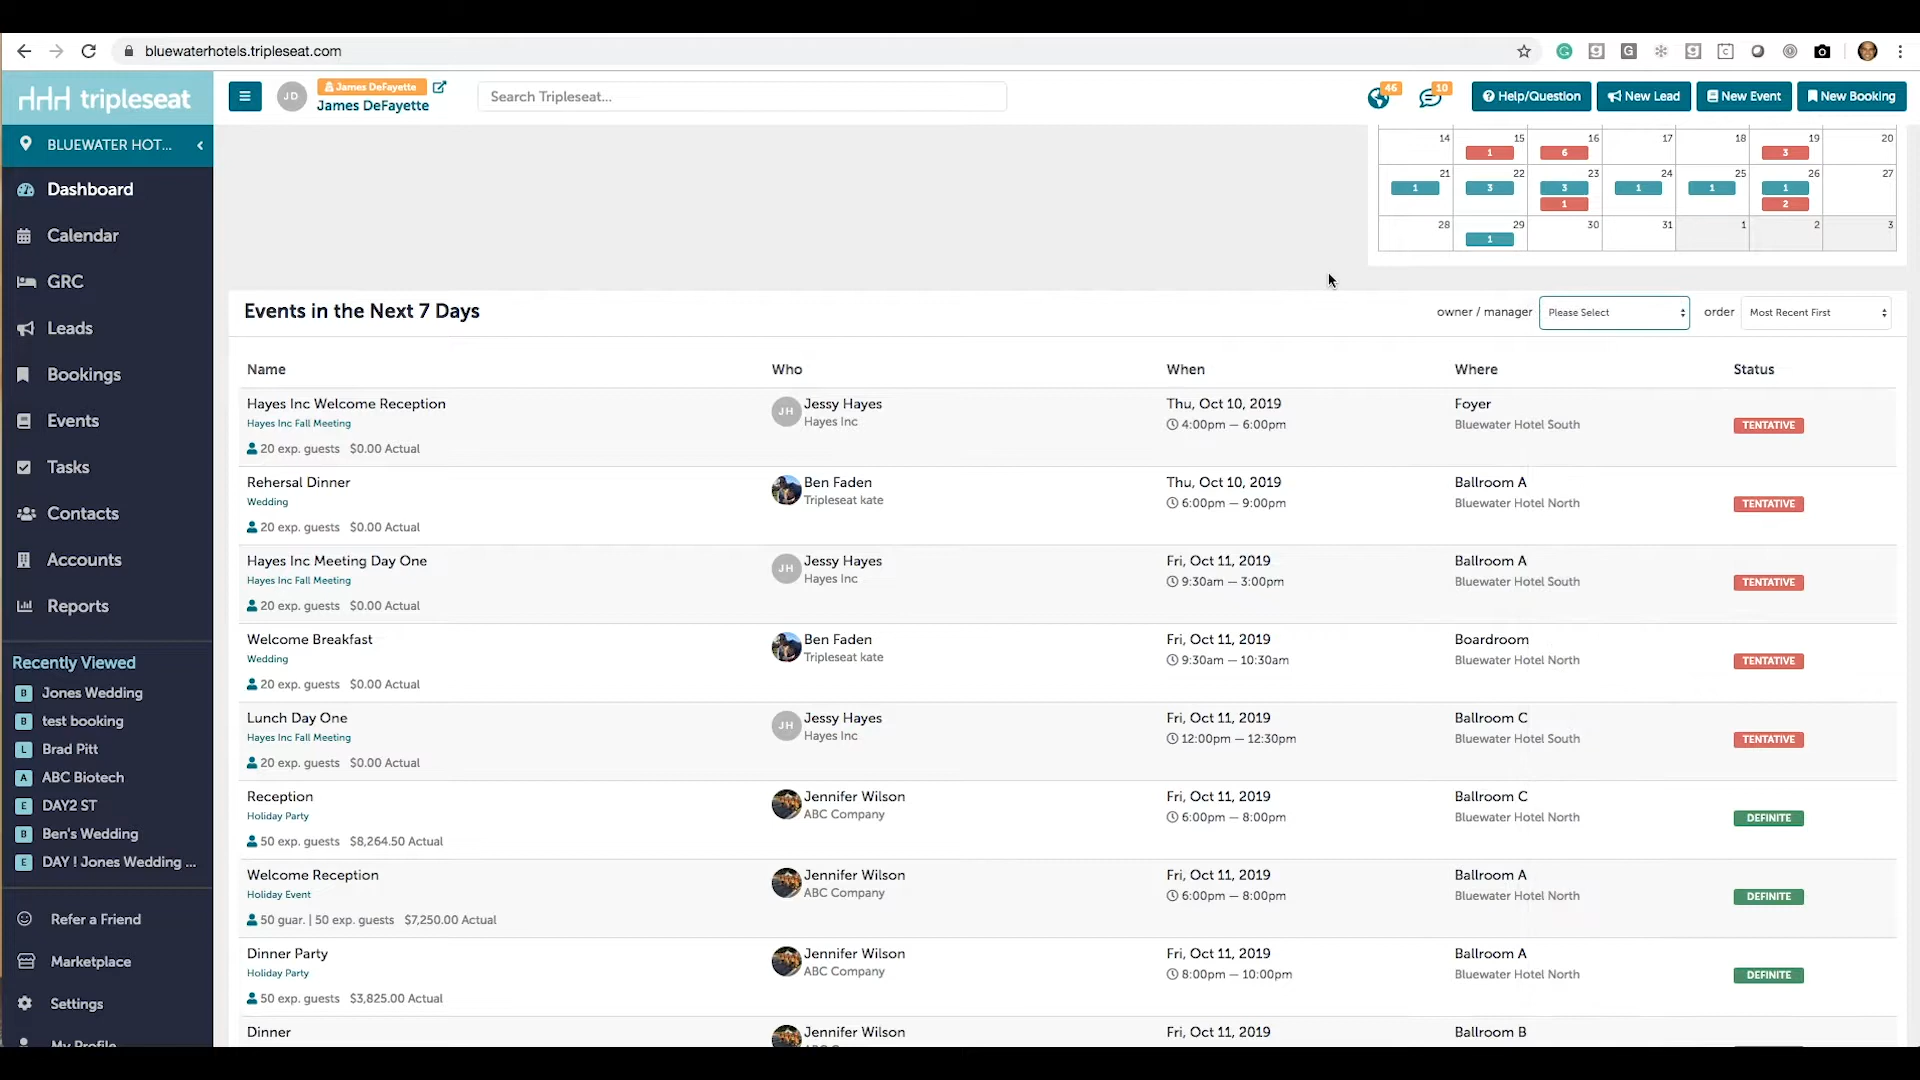 bluewaterhotels.tripleseat.com
tripleseat
JD
James DeFayette
James DeFayette
Search Tripleseat...
46
10
Help/Question
New Lead
New Event
New Booking
BLUEWATER HOT...
Dashboard
Calendar
GRC
Leads
Bookings
Events
Tasks
Contacts
Accounts
Reports
Recently Viewed
B Jones Wedding
B test booking
L Brad Pitt
A ABC Biotech
E DAY2 ST
B Ben's Wedding
E DAY ! Jones Wedding ...
Refer a Friend
Marketplace
Settings
My Profile
14 15 16 17 18 19 20
1 6 3
21 22 23 24 25 26 27
1 3 3 1 1 1
1 2
28 29 30 31 1 2 3
1
Events in the Next 7 Days
owner / manager Please Select order Most Recent First
Name Who When Where Status
Hayes Inc Welcome Reception
Hayes Inc Fall Meeting
20 exp. guests $0.00 Actual
JH
Jessy Hayes
Hayes Inc
Thu, Oct 10, 2019
4:00pm — 6:00pm
Foyer
Bluewater Hotel South
TENTATIVE
Rehersal Dinner
Wedding
20 exp. guests $0.00 Actual
Ben Faden
Tripleseat kate
Thu, Oct 10, 2019
6:00pm — 9:00pm
Ballroom A
Bluewater Hotel North
TENTATIVE
Hayes Inc Meeting Day One
Hayes Inc Fall Meeting
20 exp. guests $0.00 Actual
JH
Jessy Hayes
Hayes Inc
Fri, Oct 11, 2019
9:30am — 3:00pm
Ballroom A
Bluewater Hotel South
TENTATIVE
Welcome Breakfast
Wedding
20 exp. guests $0.00 Actual
Ben Faden
Tripleseat kate
Fri, Oct 11, 2019
9:30am — 10:30am
Boardroom
Bluewater Hotel North
TENTATIVE
Lunch Day One
Hayes Inc Fall Meeting
20 exp. guests $0.00 Actual
JH
Jessy Hayes
Hayes Inc
Fri, Oct 11, 2019
12:00pm — 12:30pm
Ballroom C
Bluewater Hotel South
TENTATIVE
Reception
Holiday Party
50 exp. guests $8,264.50 Actual
Jennifer Wilson
ABC Company
Fri, Oct 11, 2019
6:00pm — 8:00pm
Ballroom C
Bluewater Hotel North
DEFINITE
Welcome Reception
Holiday Event
50 guar. | 50 exp. guests $7,250.00 Actual
Jennifer Wilson
ABC Company
Fri, Oct 11, 2019
6:00pm — 8:00pm
Ballroom A
Bluewater Hotel North
DEFINITE
Dinner Party
Holiday Party
50 exp. guests $3,825.00 Actual
Jennifer Wilson
ABC Company
Fri, Oct 11, 2019
8:00pm — 10:00pm
Ballroom A
Bluewater Hotel North
DEFINITE
Dinner
Jennifer Wilson
Fri, Oct 11, 2019
Ballroom B